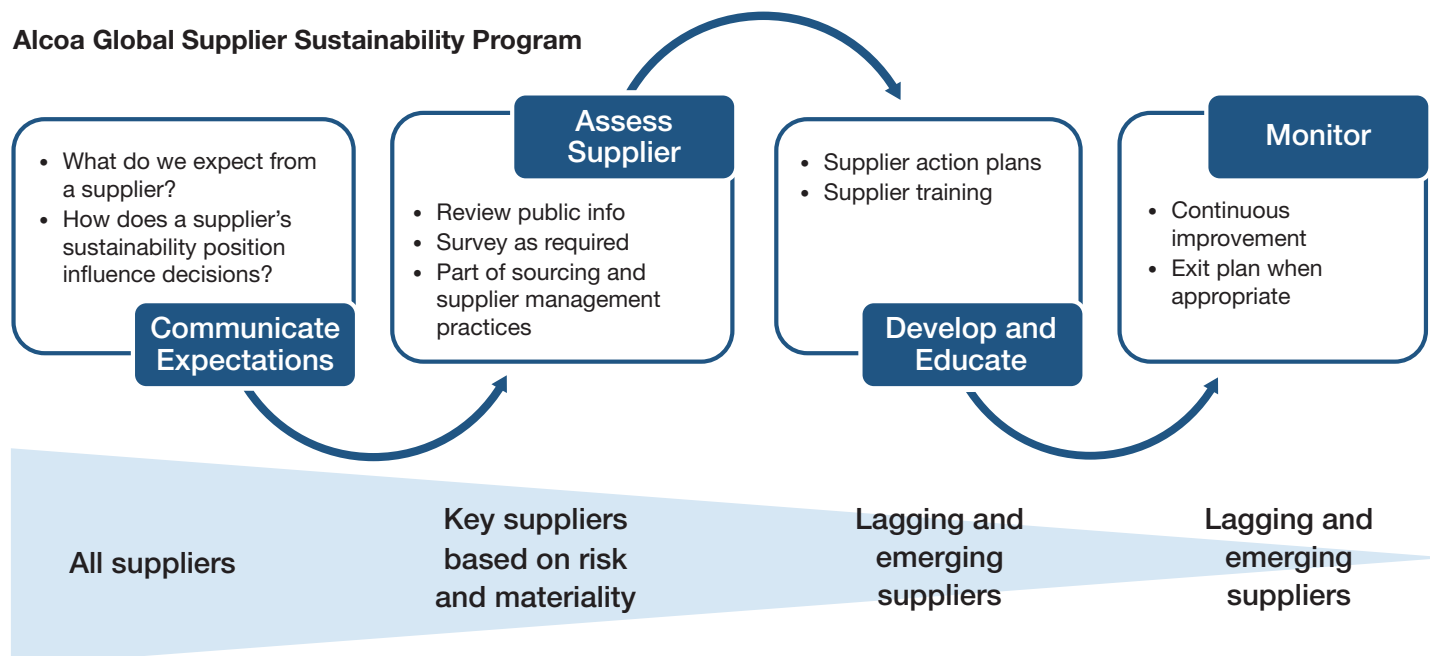 Alcoa Global Supplier Sustainability Program
• What do we expect from
a supplier?
• How does a supplier’s
sustainability position
influence decisions?
Communicate
Expectations
Assess
Supplier
• Review public info
• Survey as required
• Part of sourcing and
supplier management
practices
• Supplier action plans
• Supplier training
Develop and
Educate
Monitor
• Continuous
improvement
• Exit plan when
appropriate
All suppliers
Key suppliers
based on risk
and materiality
Lagging and
emerging
suppliers
Lagging and
emerging
suppliers